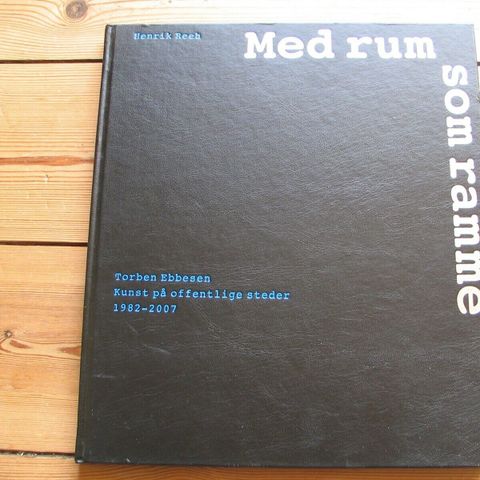 Henrik Reeh
Med rum
som ramme
Torben Ebbesen
Kunst på offentlige steder
1982-2007